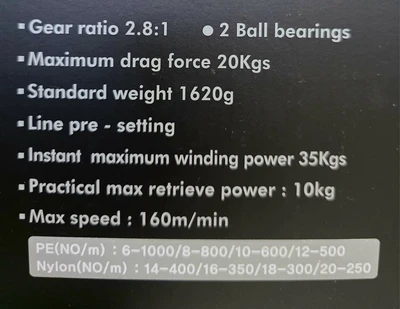 ▪Gear ratio 2.8:1 ●2 Ball bearings
▪Maximum drag force 20Kgs
▪Standard weight 1620g
▪Line pre - setting
▪Instant maximum winding power 35Kgs
▪Practical max retrieve power : 10kg
▪Max speed : 160m/min
PE(NO/m) : 6-1000/8-800/10-600/12-500
Nylon(NO/m) : 14-400/16-350/18-300/20-250